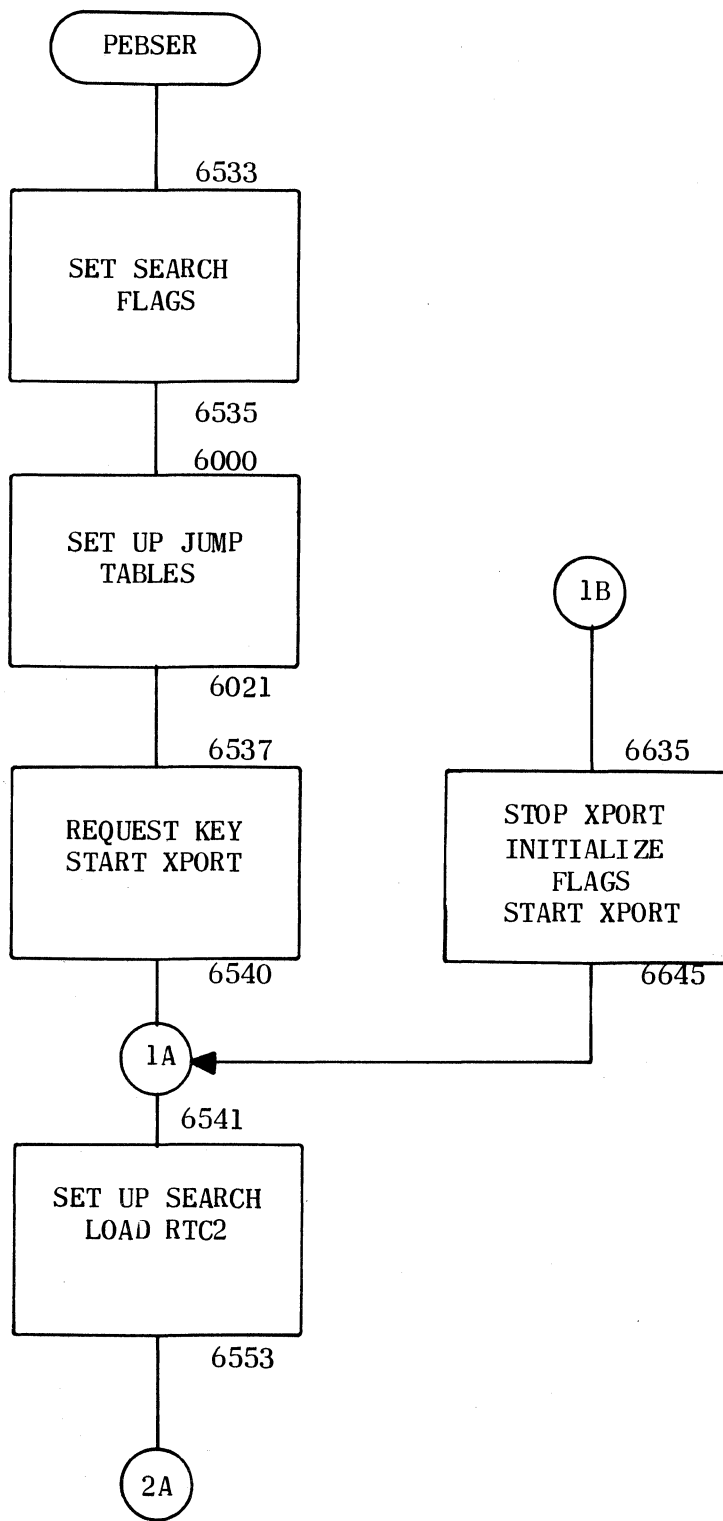 PEBSER
6533
SET SEARCH
FLAGS
6535
6000
SET UP JUMP
TABLES
6021
6537
REQUEST KEY
START XPORT
6540
1B
6635
STOP XPORT
INITIALIZE
FLAGS
START XPORT
6645
1A
6541
SET UP SEARCH
LOAD RTC2
6553
2A